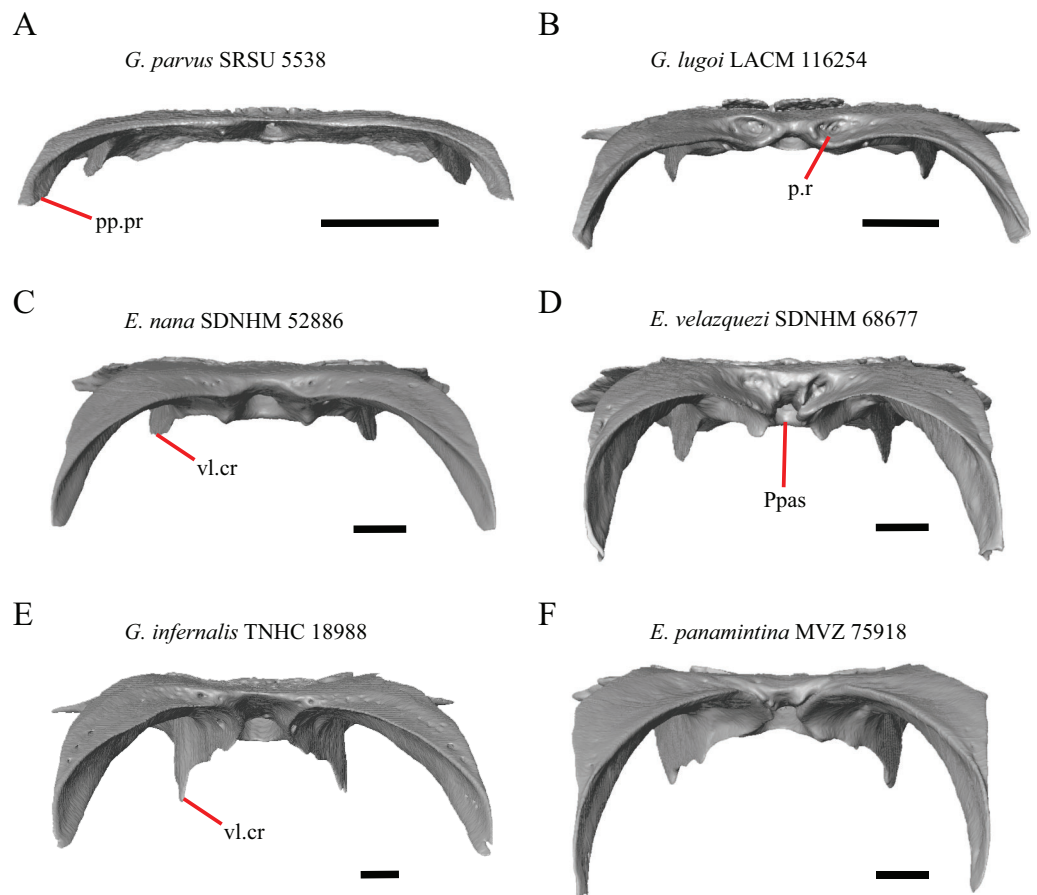 A
G. parvus SRSU 5538
pp.pr
B
G. lugoi LACM 116254
p.r
C
E. nana SDNHM 52886
vl.cr
D
E. velazquezi SDNHM 68677
Ppas
E
G. infernalis TNHC 18988
vl.cr
F
E. panamintina MVZ 75918